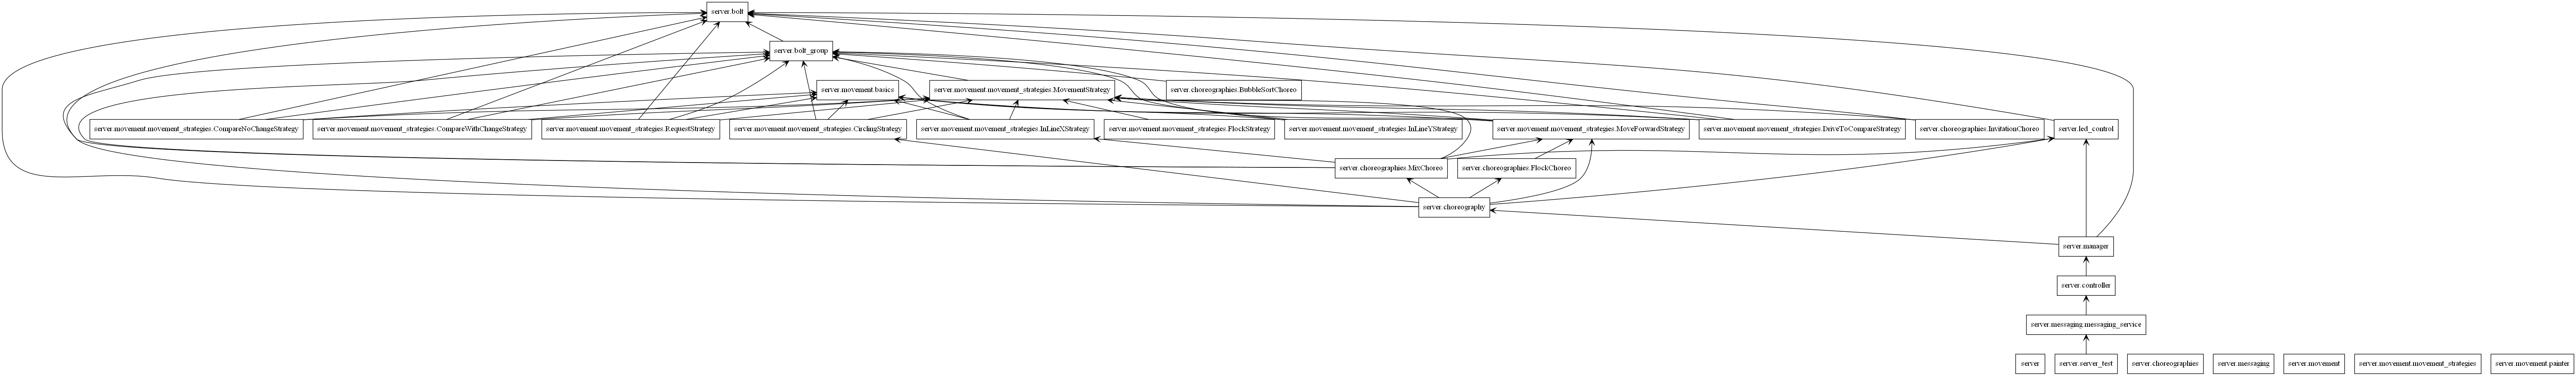 server.bolt
server.bolt_group
server.movement.basics
server.movement.movement_strategies.MovementStrategy
server.choreographies.BubbleSortChoreo
server.movement.movement_strategies.CompareNoChangeStrategy
server.movement.movement_strategies.CompareWithChangeStrategy
server.movement.movement_strategies.RequestStrategy
server.movement.movement_strategies.CirclingStrategy
server.movement.movement_strategies.InLineXStrategy
server.movement.movement_strategies.FlockStrategy
server.movement.movement_strategies.InLineYStrategy
server.movement.movement_strategies.MoveForwardStrategy
server.movement.movement_strategies.DriveToCompareStrategy
server.choreographies.InvitationChoreo
server.led_control
server.choreographies.MixChoreo
server.choreographies.FlockChoreo
server.choreography
server.manager
server.controller
server.messaging.messaging_service
server
server.server_test
server.choreographies
server.messaging
server.movement
server.movement.movement_strategies
server.movement.painter